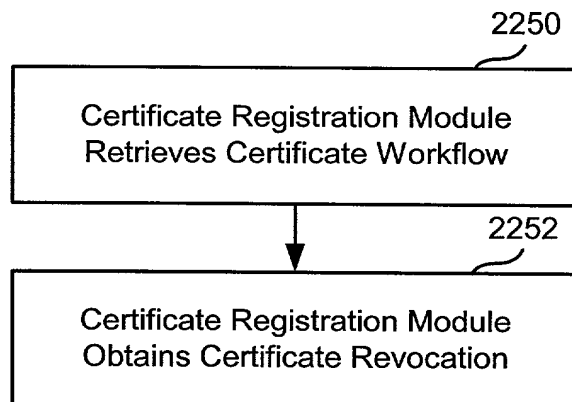 2250
Certificate Registration Module
Retrieves Certificate Workflow
2252
Certificate Registration Module
Obtains Certificate Revocation